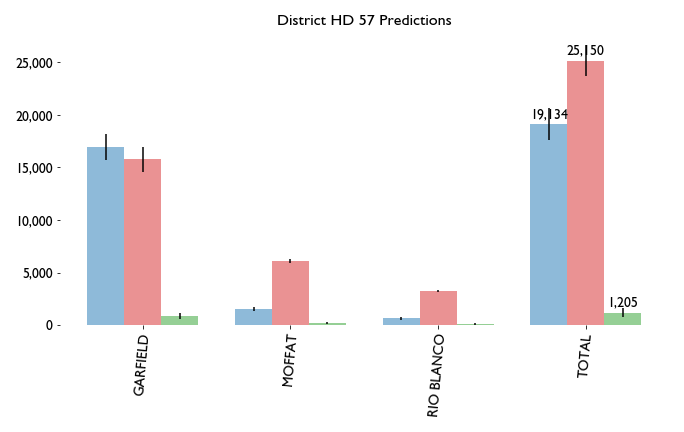 District HD 57 Predictions
25,000
20,000
15,000
10,000
5,000
0
19,134
25,150
1,205
GARFIELD
MOFFAT
RIO BLANCO
TOTAL